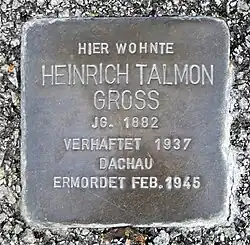 HIER WOHNTE
HEINRICH TALMON
GROSS
JG. 1882
VERHAFTET 1937
DACHAU
ERMORDET FEB. 1945